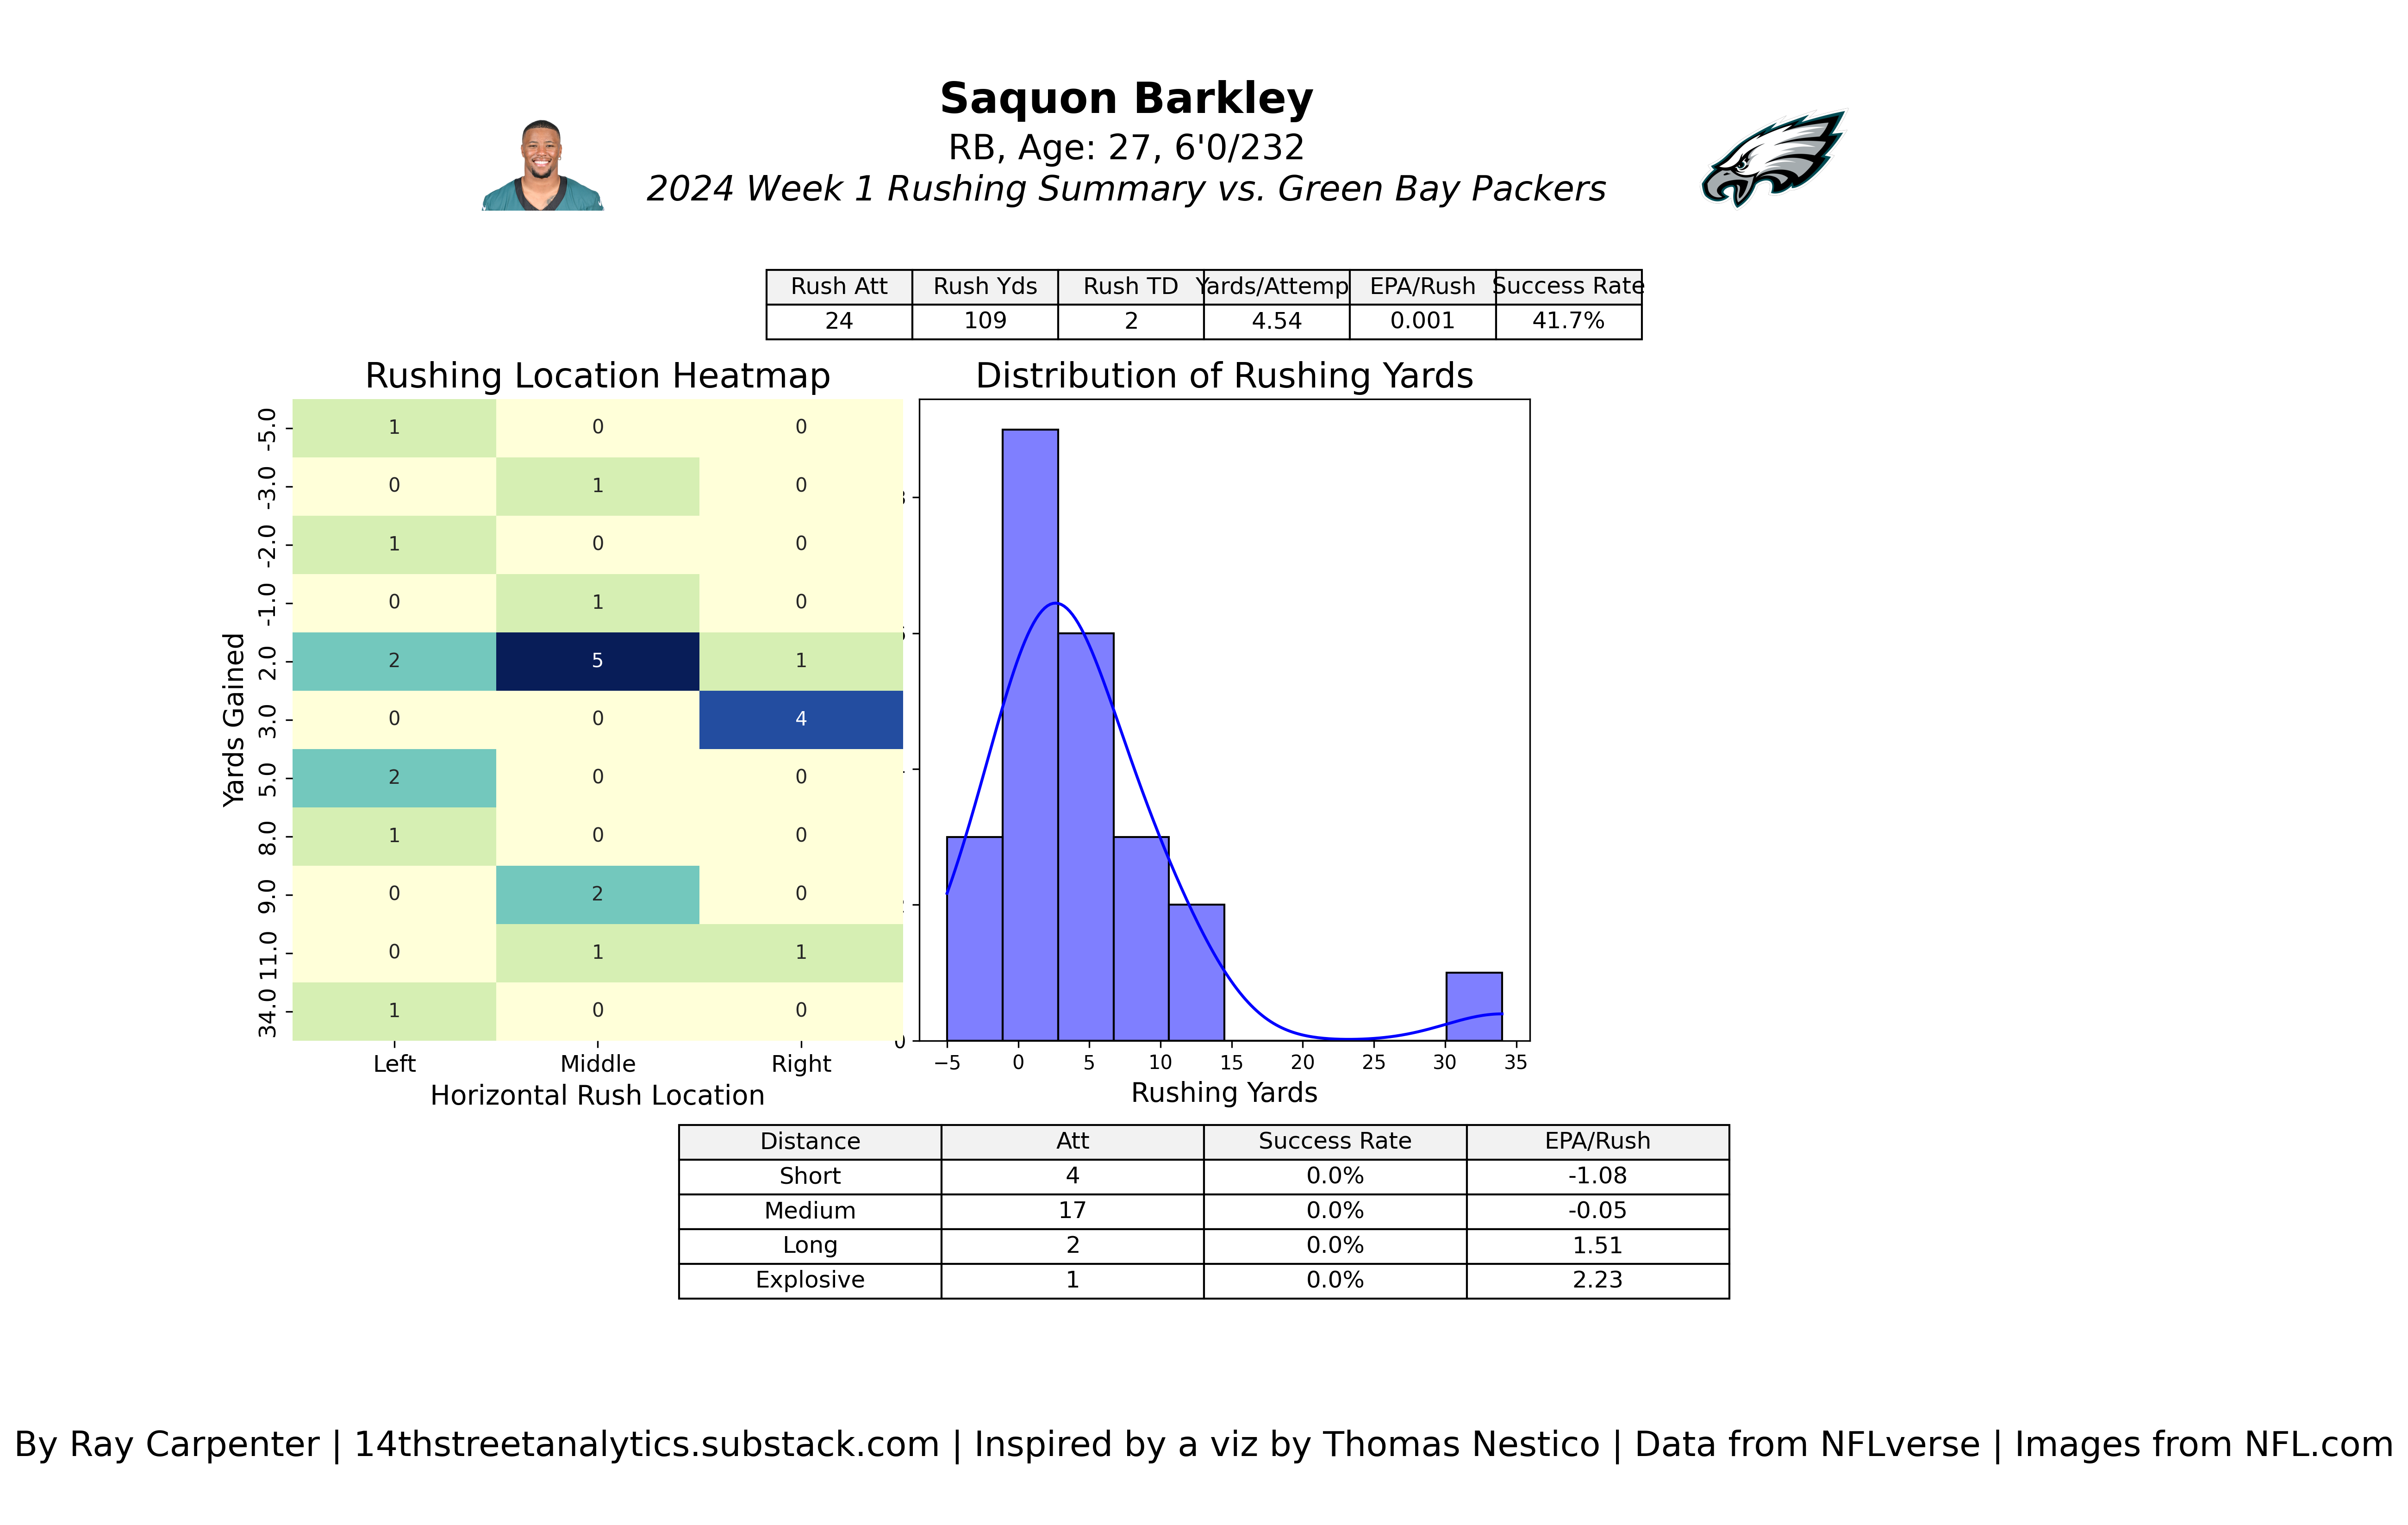 Saquon Barkley
RB, Age: 27, 6'0/232
2024 Week 1 Rushing Summary vs. Green Bay Packers
Rush Att Rush Yds Rush TD Yards/Attemp EPA/Rush Success Rate
24 109 2 4.54 0.001 41.7%
Rushing Location Heatmap
Yards Gained
-5.0 1 0 0
-3.0 0 1 0
-2.0 1 0 0
-1.0 0 1 0
2.0 2 5 1
3.0 0 0 4
5.0 2 0 0
8.0 1 0 0
9.0 0 2 0
11.0 0 1 1
34.0 1 0 0
Left Middle Right
Horizontal Rush Location
Distribution of Rushing Yards
0
−5 0 5 10 15 20 25 30 35
Rushing Yards
Distance Att Success Rate EPA/Rush
Short 4 0.0% -1.08
Medium 17 0.0% -0.05
Long 2 0.0% 1.51
Explosive 1 0.0% 2.23
By Ray Carpenter | 14thstreetanalytics.substack.com | Inspired by a viz by Thomas Nestico | Data from NFLverse | Images from NFL.com